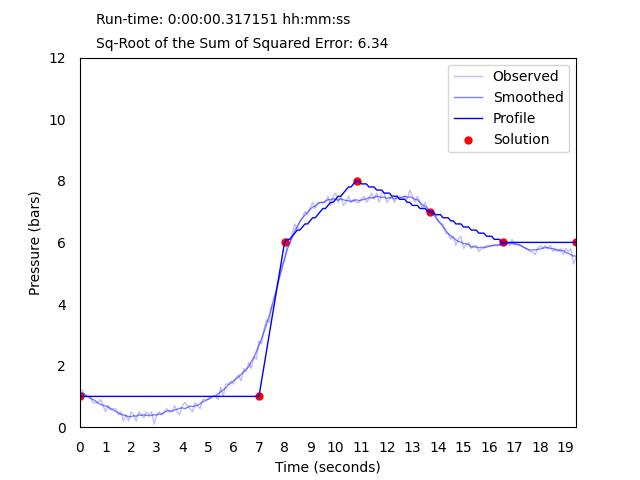 Run-time: 0:00:00.317151 hh:mm:ss
Sq-Root of the Sum of Squared Error: 6.34
Observed
Smoothed
Profile
Solution
Pressure (bars)
12
10
8
6
4
2
0
0 1 2 3 4 5 6 7 8 9 10 11 12 13 14 15 16 17 18 19
Time (seconds)